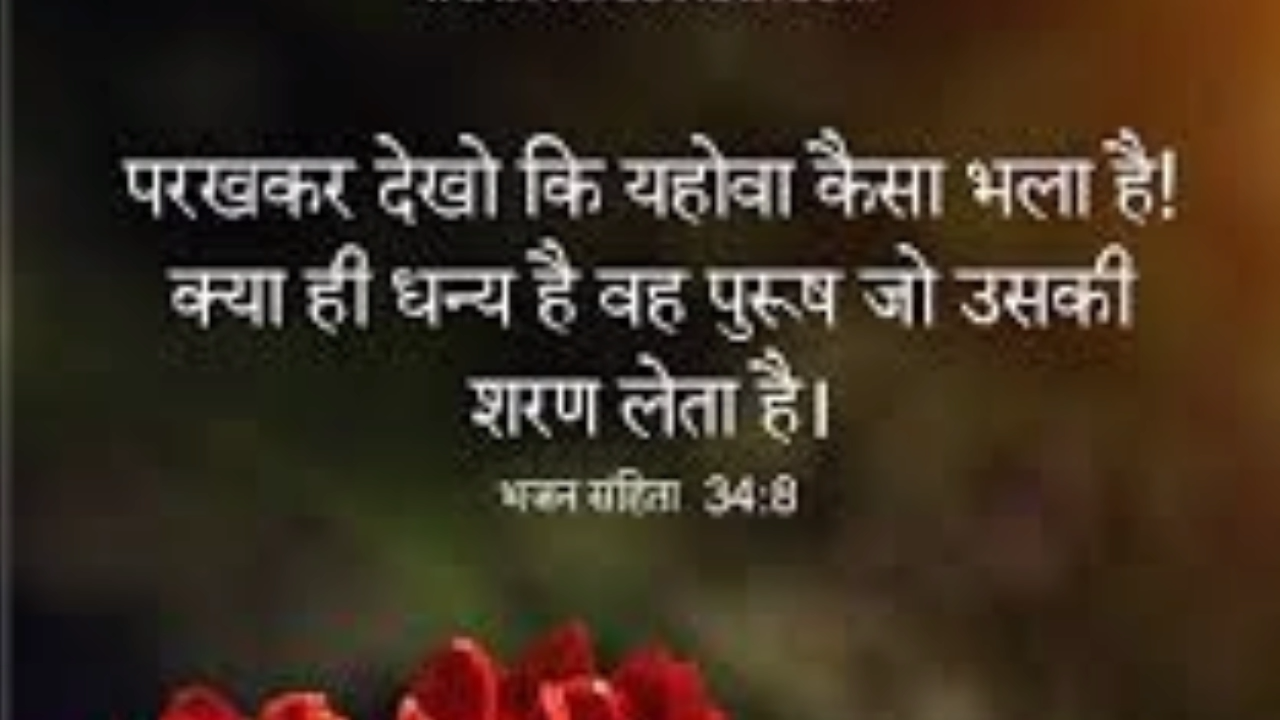 परखकर देखो कि यहोवा कैसा भला है!
क्या ही धन्य है वह पुरूष जो उसकी
शरण लेता है।
भजन संहिता 34:8